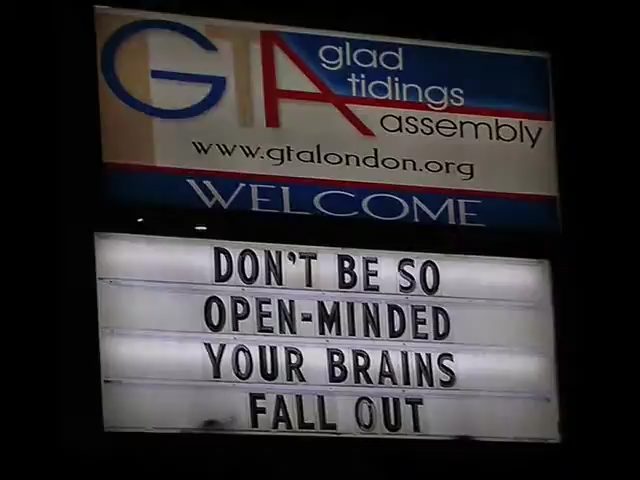 GTA glad
tidings
assembly
www.gtalondon.org
WELCOME
DON'T BE SO
OPEN-MINDED
YOUR BRAINS
FALL OUT